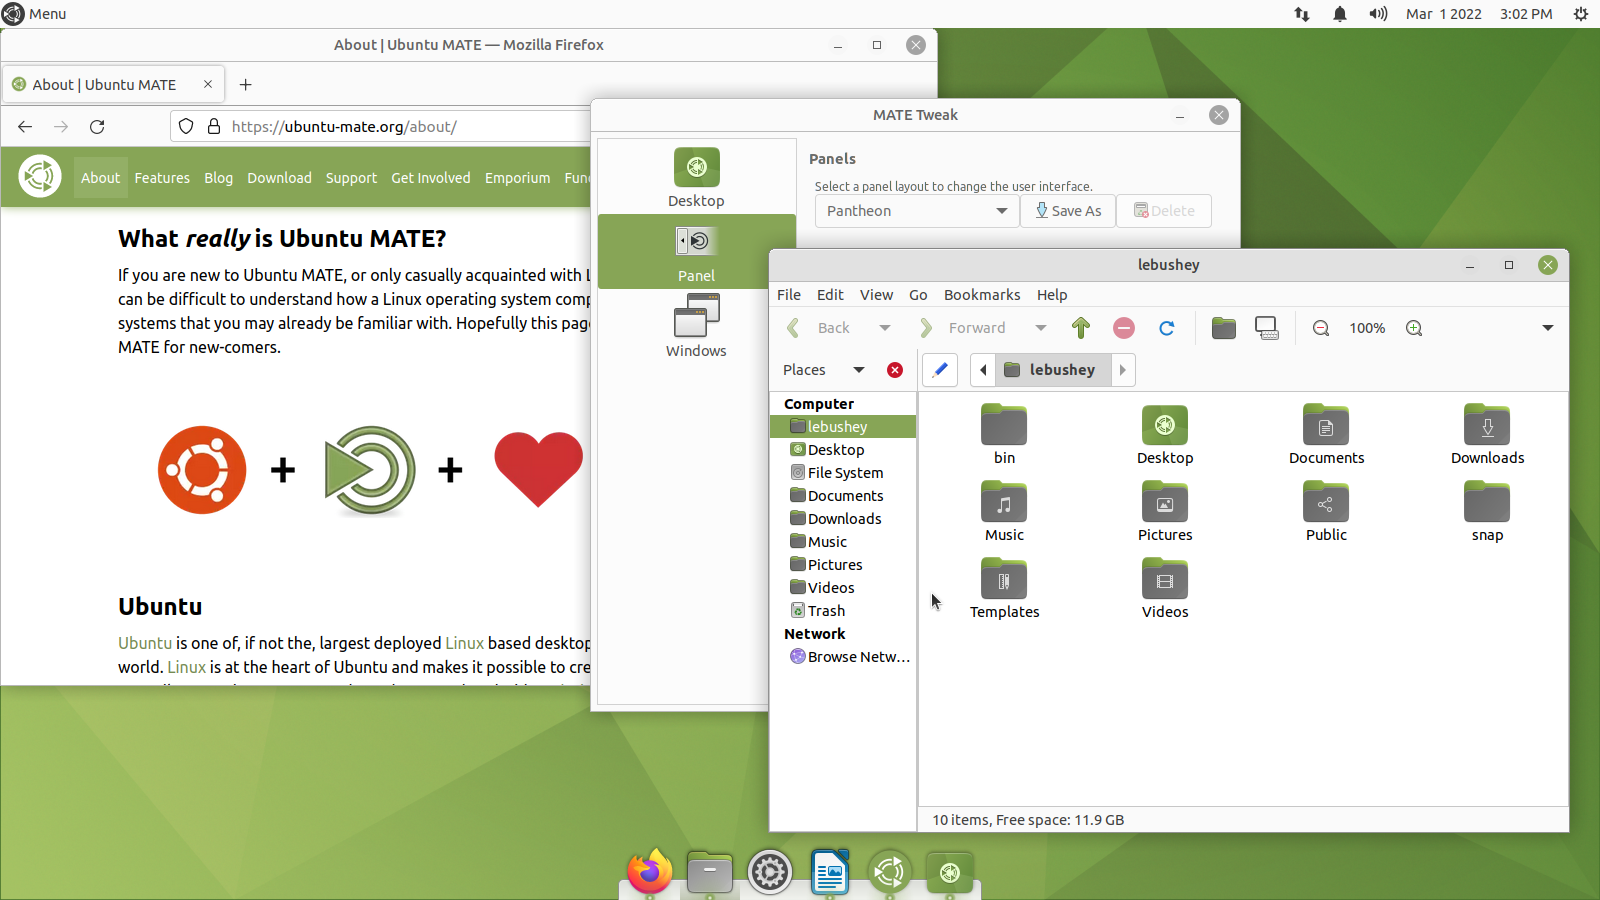 Menu
Mar 1 2022 3:02 PM
About | Ubuntu MATE — Mozilla Firefox
About | Ubuntu MATE
https://ubuntu-mate.org/about/
About Features Blog Download Support Get Involved Emporium
What really is Ubuntu MATE?
If you are new to Ubuntu MATE, or only casually acquainted with
can be difficult to understand how a Linux operating system
systems that you may already be familiar with. Hopefully this
MATE for new-comers.
Ubuntu
Ubuntu is one of, if not the, largest deployed Linux based
world. Linux is at the heart of Ubuntu and makes it possible to
MATE Tweak
Desktop
Panel
Windows
Panels
Select a panel layout to change the user interface.
Pantheon Save As Delete
lebushey
File Edit View Go Bookmarks Help
Back Forward 100%
Places lebushey
Computer
lebushey
Desktop
File System
Documents
Downloads
Music
Pictures
Videos
Trash
Network
Browse Netw...
bin Desktop Documents Downloads
Music Pictures Public snap
Templates Videos
10 items, Free space: 11.9 GB